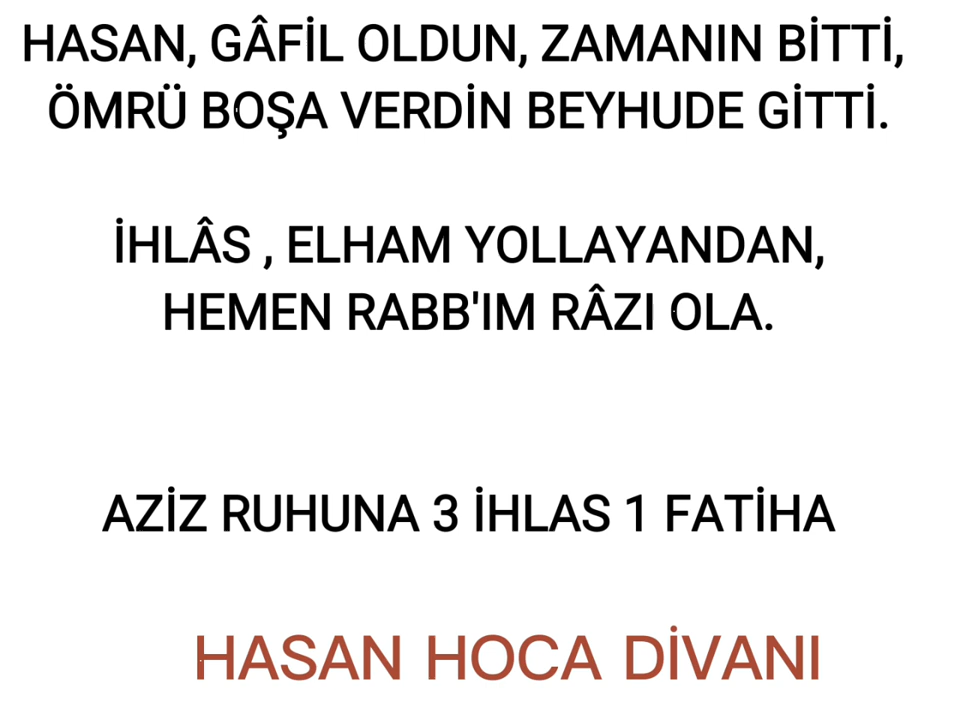 HASAN, GÂFİL OLDUN, ZAMANIN BİTTİ,
ÖMRÜ BOŞA VERDİN BEYHUDE GİTTİ.
İHLÂS , ELHAM YOLLAYANDAN,
HEMEN RABB'IM RÂZI OLA.
AZİZ RUHUNA 3 İHLAS 1 FATİHA
HASAN HOCA DİVANI